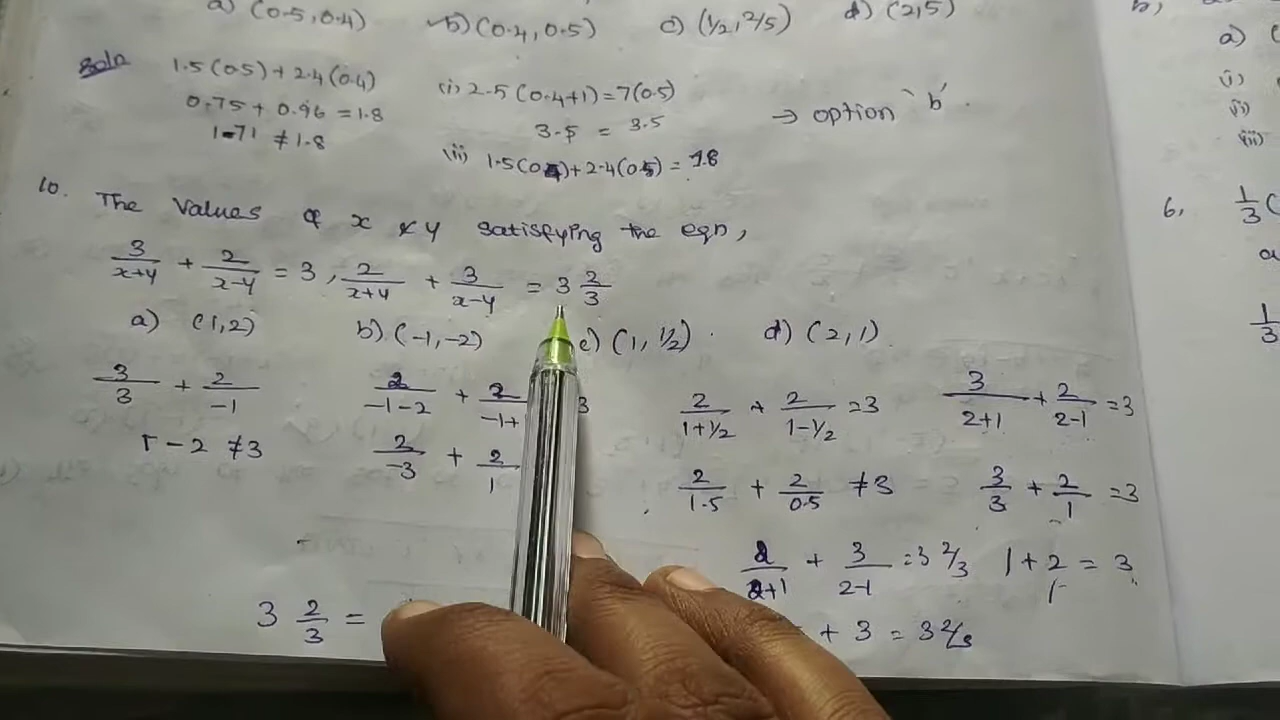 a) (0.5, 0.4) b) (0.4, 0.5) c) (1/2, 2/5) d) (2,5)
Soln 1.5(0.5) + 2.4(0.4) (i) 2.5(0.4+1) = 7(0.5)
0.75 + 0.96 = 1.8 3.5 = 3.5 → option 'b'.
1.71 ≠ 1.8 (ii) 1.5(0.4) + 2.4(0.5) = 1.8
10. The Values of x & y satisfying the eqn,
3/(x+y) + 2/(x-y) = 3, 2/(x+y) + 3/(x-y) = 3 2/3
a) (1,2) b) (-1,-2) c) (1, 1/2). d) (2,1).
3/3 + 2/-1 2/(-1-2) + 2/(-1+ 3 2/(1+1/2) + 2/(1-1/2) = 3 3/(2+1) + 2/(2-1) = 3
1 - 2 ≠ 3 2/-3 + 2/1 2/1.5 + 2/0.5 ≠ 3 3/3 + 2/1 = 3
2/(2+1) + 3/(2-1) = 3 2/3 1 + 2 = 3
3 2/3 = + 3 = 3 2/3
b,
a) (
(i)
(ii)
(iii)
6, 1/3 (
a
1/3